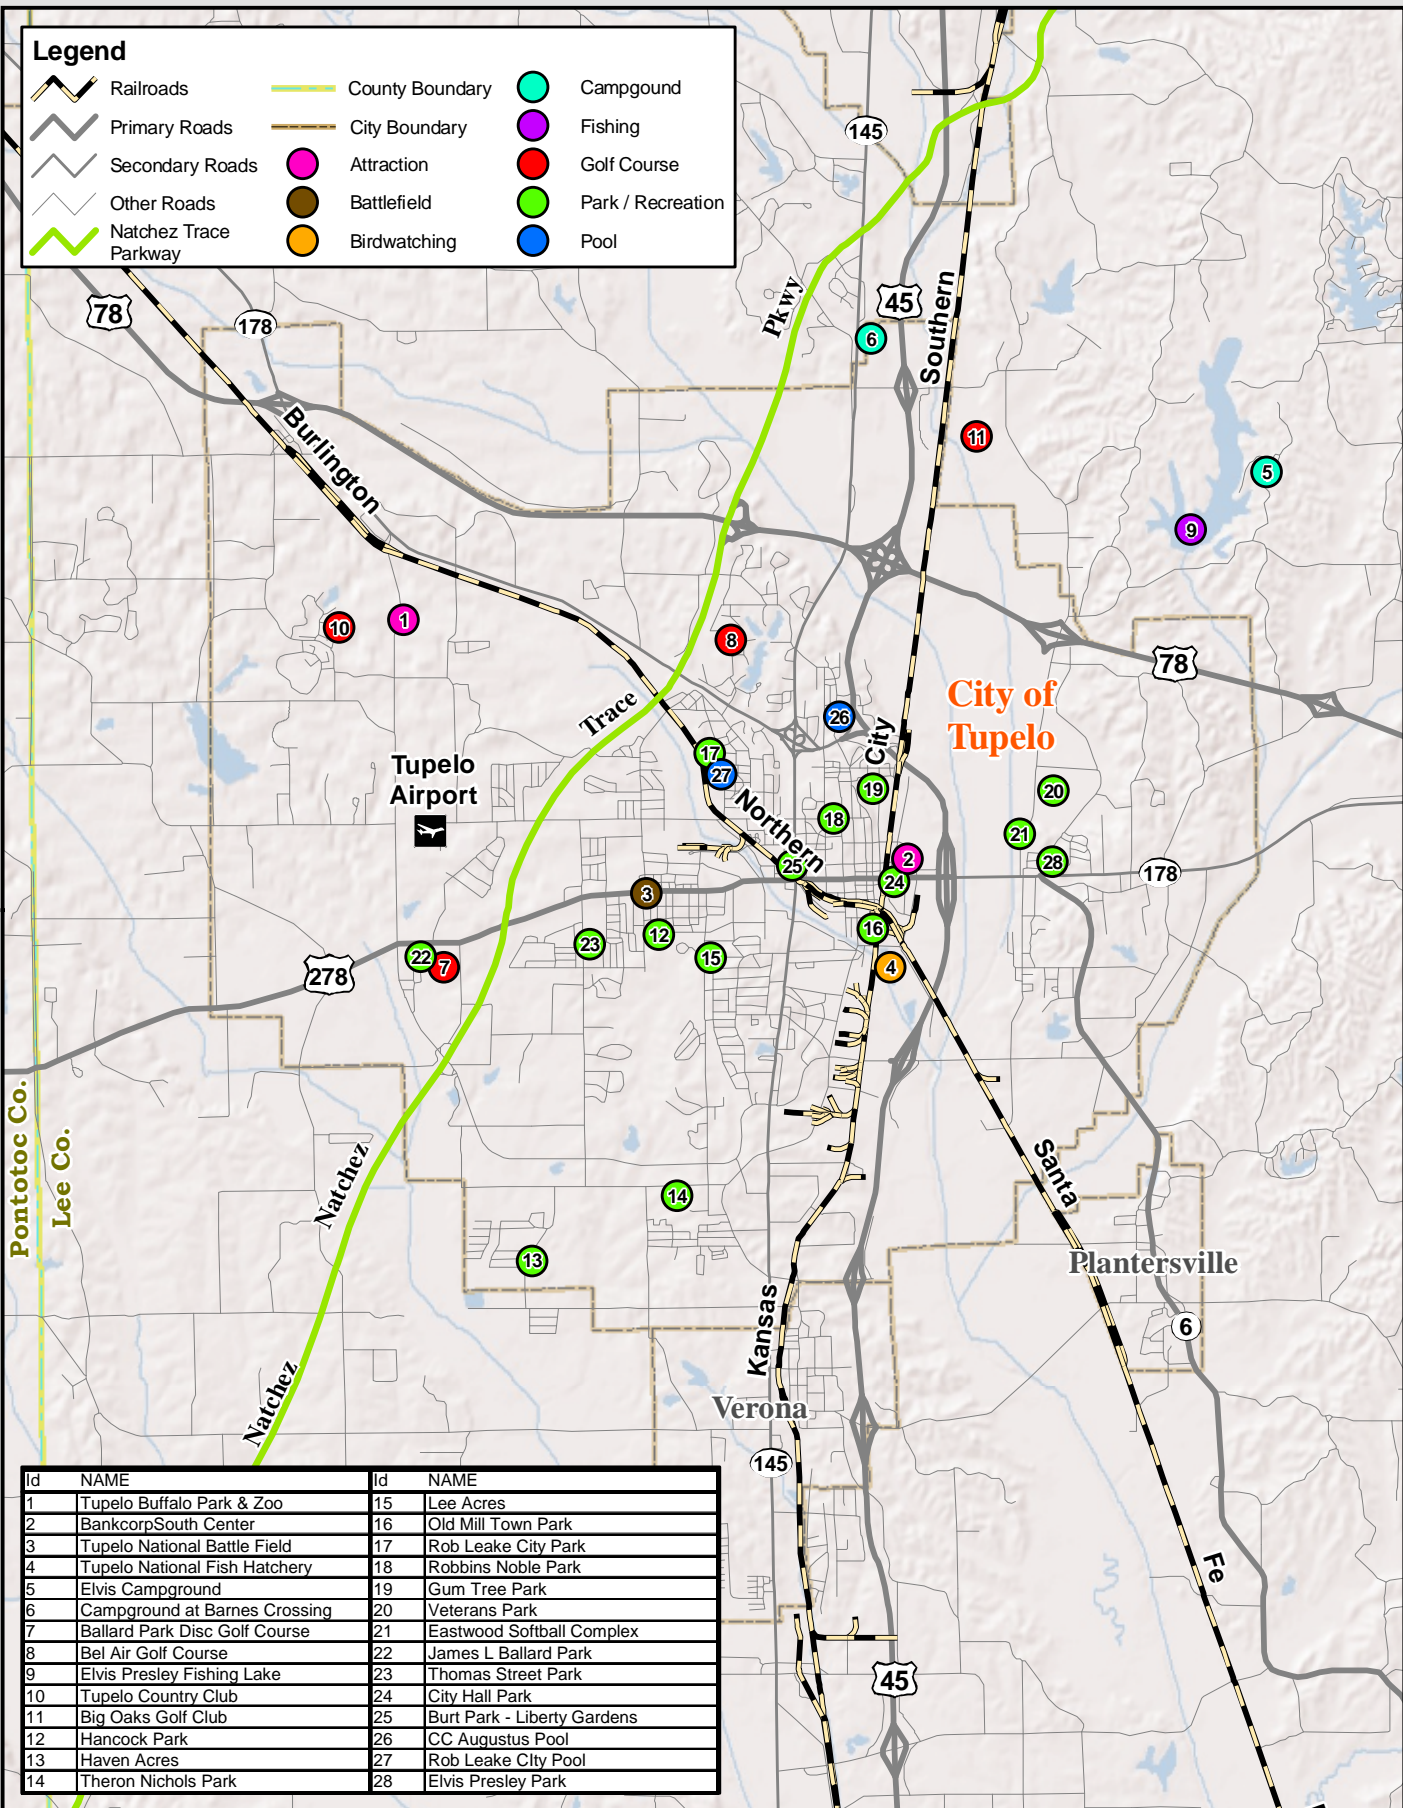 Legend
Railroads
Primary Roads
Secondary Roads
Other Roads
Natchez Trace
Parkway
County Boundary
City Boundary
Attraction
Battlefield
Birdwatching
Campgound
Fishing
Golf Course
Park / Recreation
Pool
145
78
178
45
Pkwy
Southern
6
Burlington
11
5
9
10
1
8
78
City of
Tupelo
Trace
26
City
17
27
Tupelo
Airport
Northern
19
18
20
21
28
25
2
24
178
3
12
23
15
16
4
22
7
278
Pontotoc Co.
Lee Co.
Natchez
Santa
14
13
Plantersville
6
Kansas
Natchez
Verona
145
Fe
45
Id NAME Id NAME
1 Tupelo Buffalo Park & Zoo 15 Lee Acres
2 BankcorpSouth Center 16 Old Mill Town Park
3 Tupelo National Battle Field 17 Rob Leake City Park
4 Tupelo National Fish Hatchery 18 Robbins Noble Park
5 Elvis Campground 19 Gum Tree Park
6 Campground at Barnes Crossing 20 Veterans Park
7 Ballard Park Disc Golf Course 21 Eastwood Softball Complex
8 Bel Air Golf Course 22 James L Ballard Park
9 Elvis Presley Fishing Lake 23 Thomas Street Park
10 Tupelo Country Club 24 City Hall Park
11 Big Oaks Golf Club 25 Burt Park - Liberty Gardens
12 Hancock Park 26 CC Augustus Pool
13 Haven Acres 27 Rob Leake CIty Pool
14 Theron Nichols Park 28 Elvis Presley Park